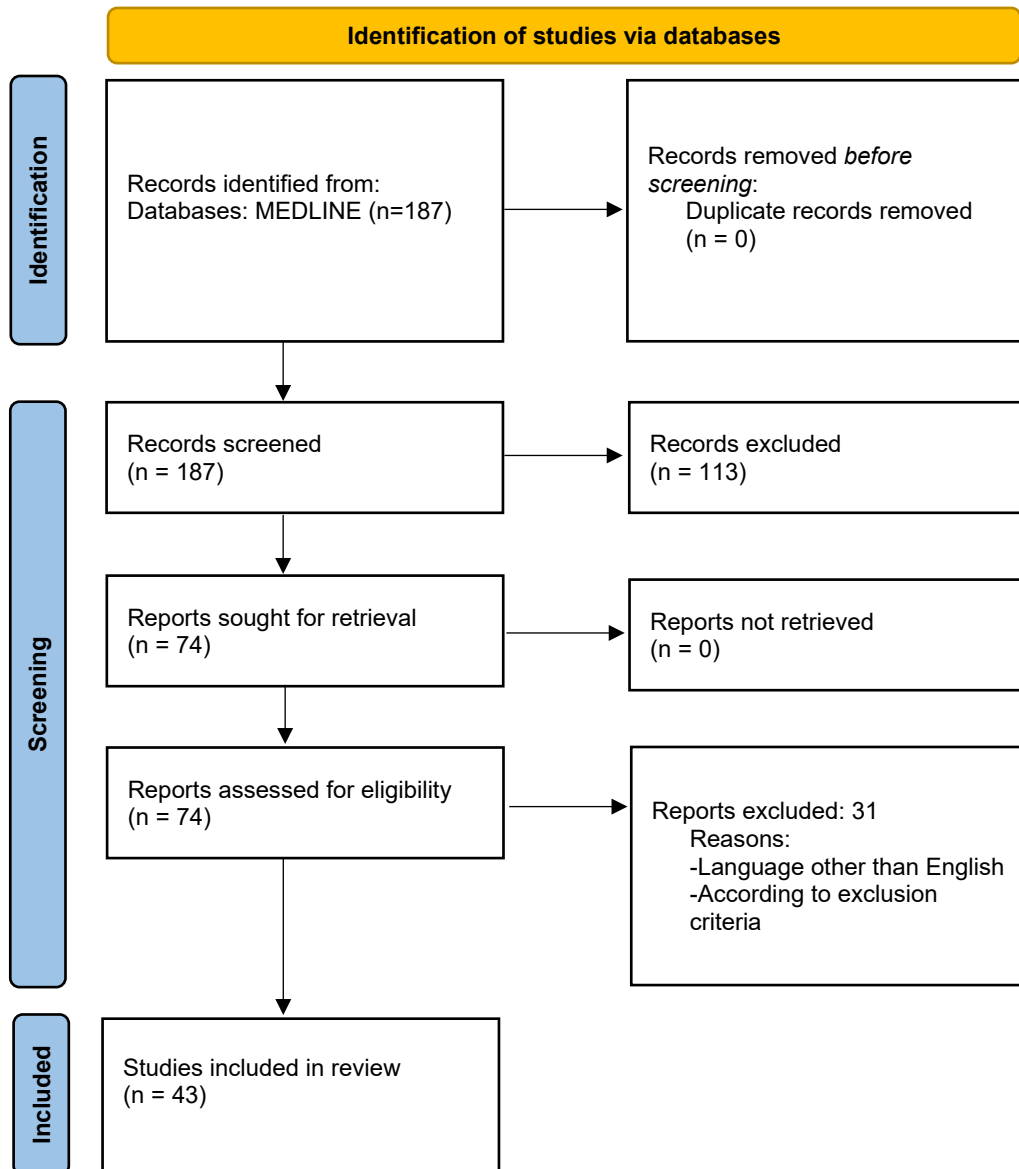 Identification of studies via databases
Identification
Records identified from:
Databases: MEDLINE (n=187)
Records removed before
screening:
Duplicate records removed
(n = 0)
Screening
Records screened
(n = 187)
Records excluded
(n = 113)
Reports sought for retrieval
(n = 74)
Reports not retrieved
(n = 0)
Reports assessed for eligibility
(n = 74)
Reports excluded: 31
Reasons:
-Language other than English
-According to exclusion
criteria
Included
Studies included in review
(n = 43)